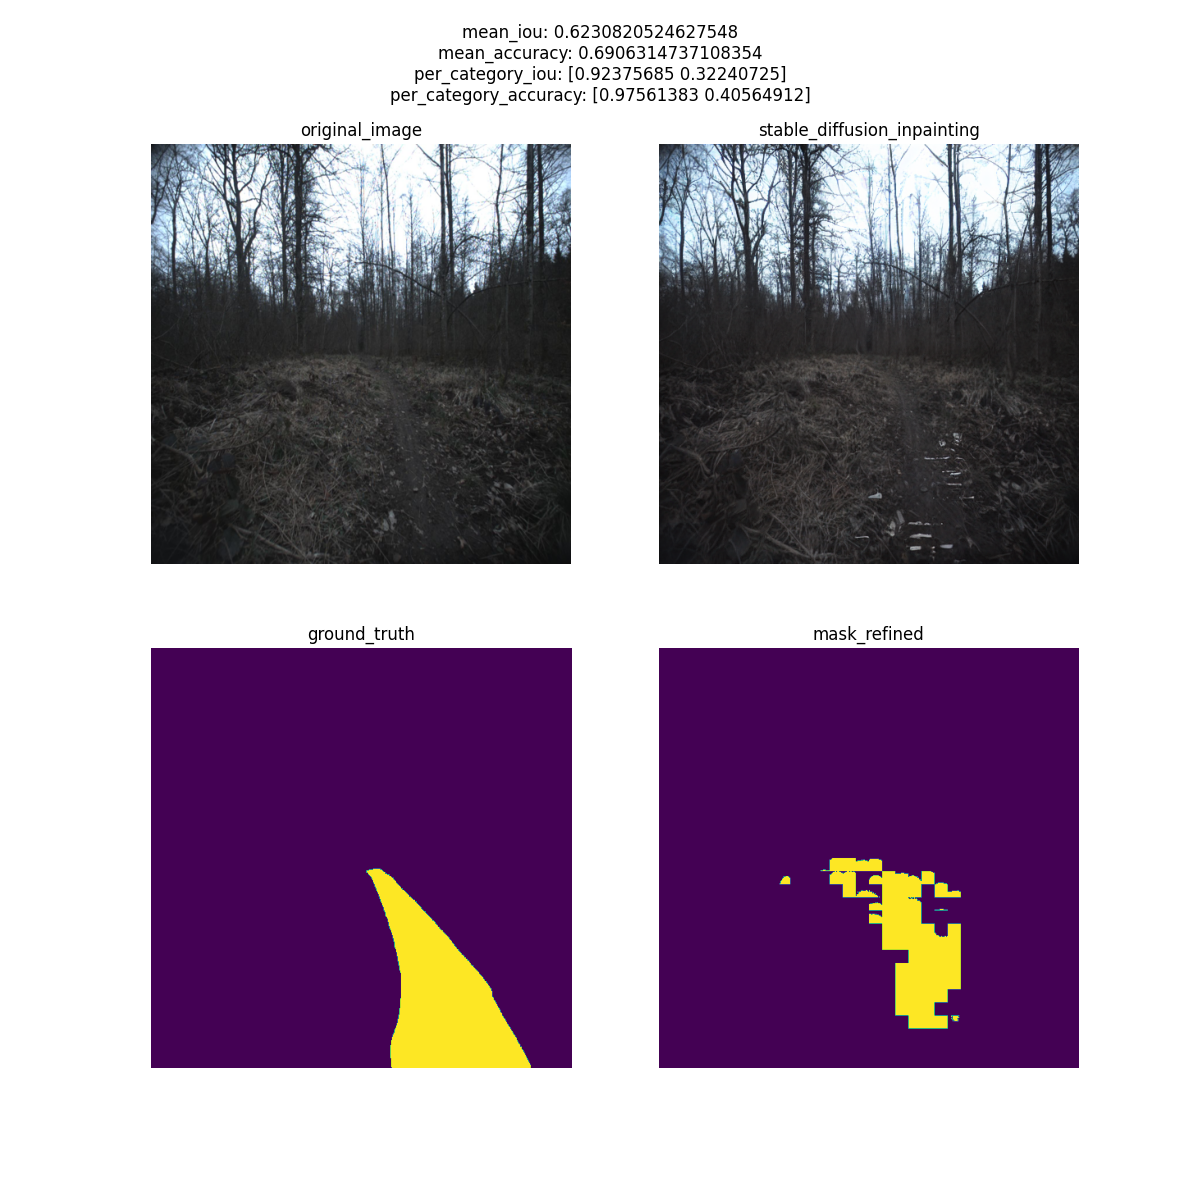 mean_iou: 0.6230820524627548
mean_accuracy: 0.6906314737108354
per_category_iou: [0.92375685 0.32240725]
per_category_accuracy: [0.97561383 0.40564912]
original_image
stable_diffusion_inpainting
ground_truth
mask_refined